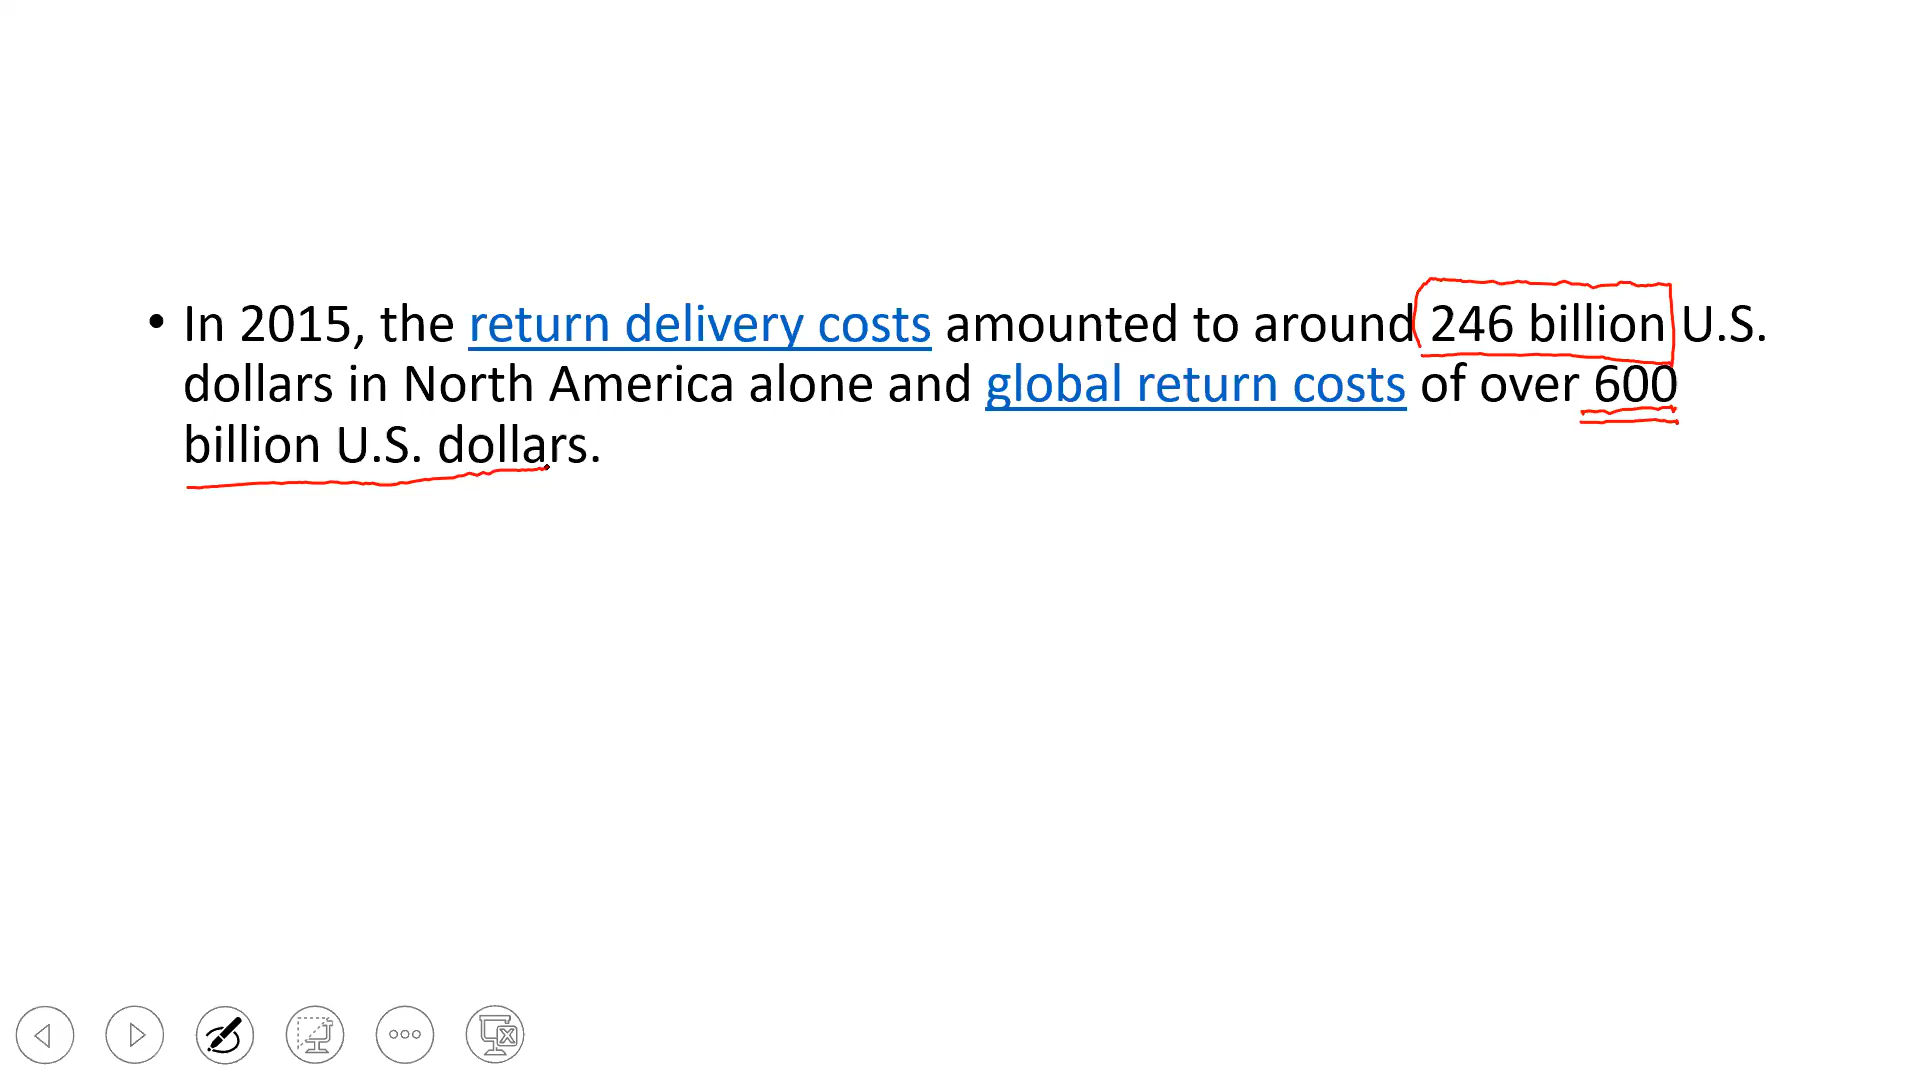 • In 2015, the return delivery costs amounted to around 246 billion U.S.
dollars in North America alone and global return costs of over 600
billion U.S. dollars.